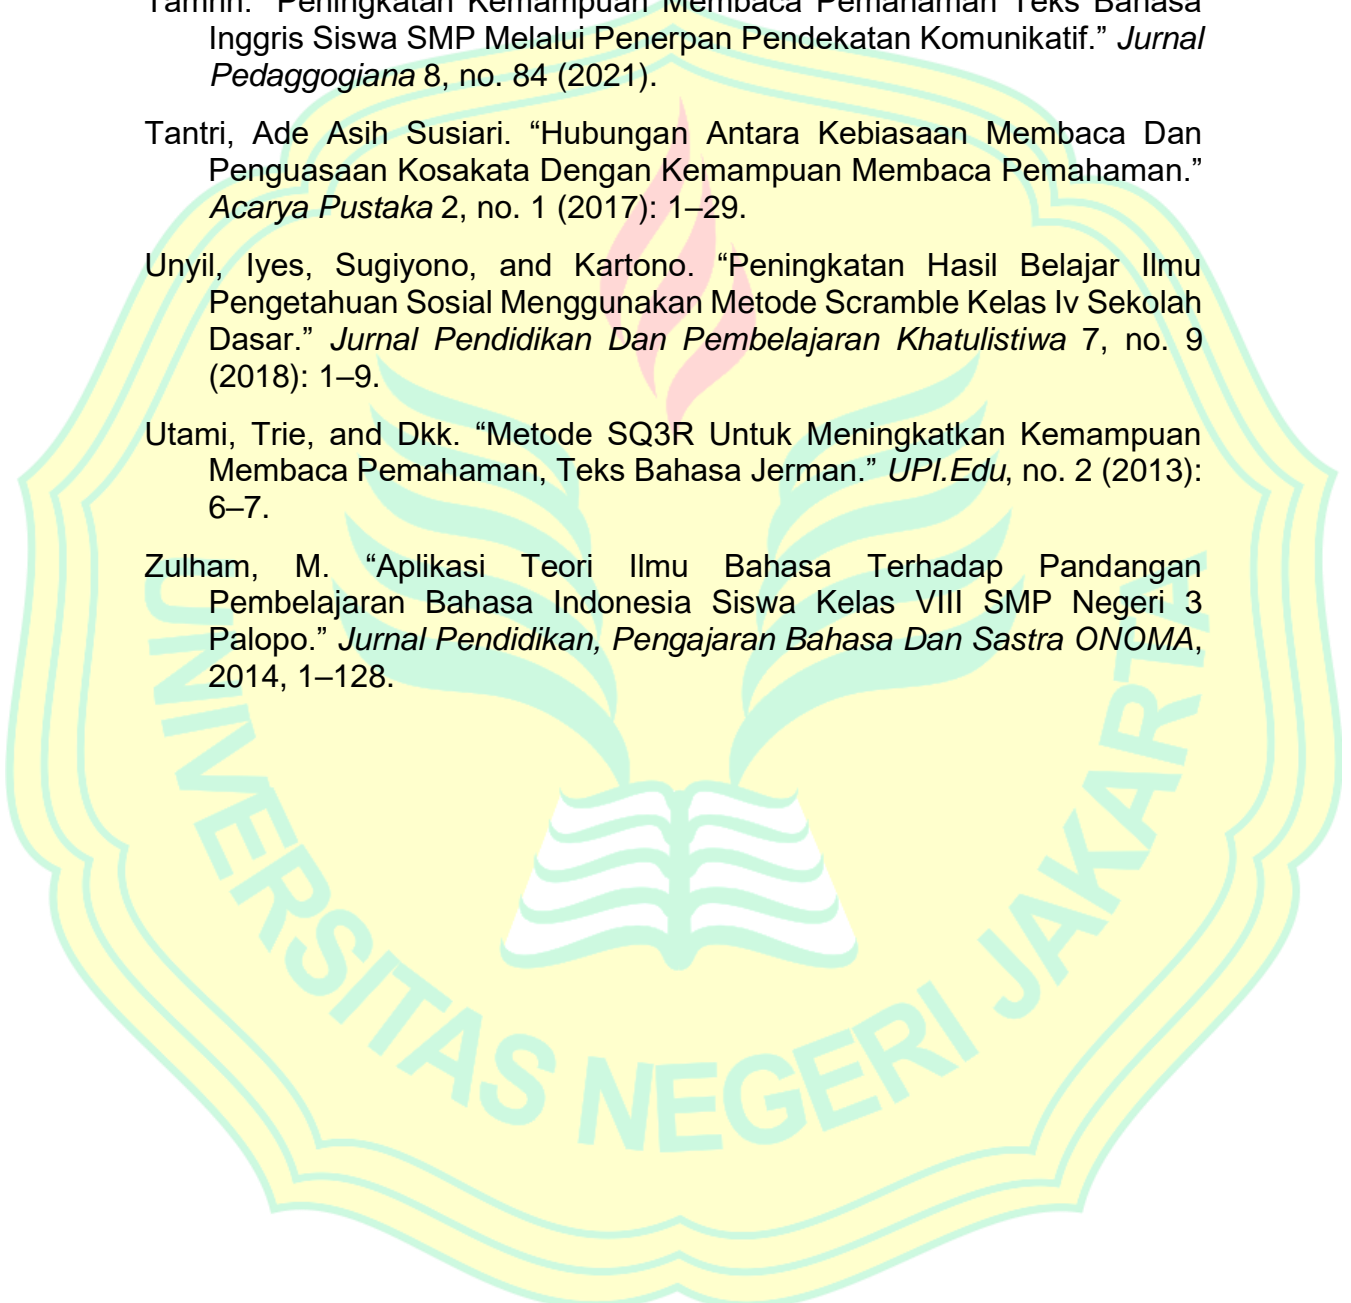 Tamrin. “Peningkatan Kemampuan Membaca Pemahaman Teks Bahasa
Inggris Siswa SMP Melalui Penerpan Pendekatan Komunikatif.” Jurnal
Pedaggogiana 8, no. 84 (2021).
Tantri, Ade Asih Susiari. “Hubungan Antara Kebiasaan Membaca Dan
Penguasaan Kosakata Dengan Kemampuan Membaca Pemahaman.”
Acarya Pustaka 2, no. 1 (2017): 1–29.
Unyil, Iyes, Sugiyono, and Kartono. “Peningkatan Hasil Belajar Ilmu
Pengetahuan Sosial Menggunakan Metode Scramble Kelas Iv Sekolah
Dasar.” Jurnal Pendidikan Dan Pembelajaran Khatulistiwa 7, no. 9
(2018): 1–9.
Utami, Trie, and Dkk. “Metode SQ3R Untuk Meningkatkan Kemampuan
Membaca Pemahaman, Teks Bahasa Jerman.” UPI.Edu, no. 2 (2013):
6–7.
Zulham, M. “Aplikasi Teori Ilmu Bahasa Terhadap Pandangan
Pembelajaran Bahasa Indonesia Siswa Kelas VIII SMP Negeri 3
Palopo.” Jurnal Pendidikan, Pengajaran Bahasa Dan Sastra ONOMA,
2014, 1–128.
UNIVERSITAS NEGERI JAKARTA